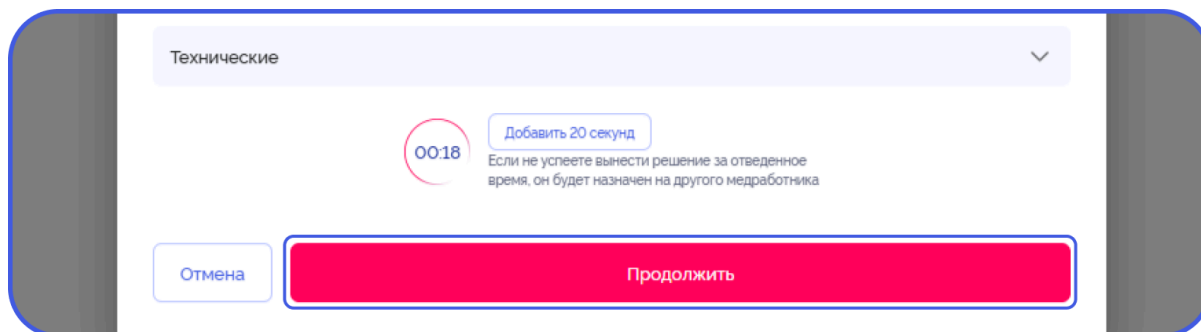 Технические
00:18
Добавить 20 секунд
Если не успеете вынести решение за отведенное
время, он будет назначен на другого медработника
Отмена
Продолжить